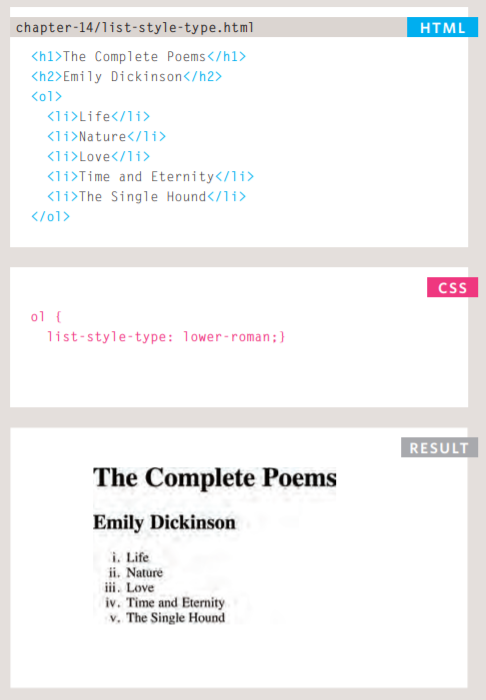 chapter-14/list-style-type.html HTML
<h1>The Complete Poems</h1>
<h2>Emily Dickinson</h2>
<ol>
<li>Life</li>
<li>Nature</li>
<li>Love</li>
<li>Time and Eternity</li>
<li>The Single Hound</li>
</ol>
CSS
ol {
list-style-type: lower-roman;}
RESULT
The Complete Poems
Emily Dickinson
i. Life
ii. Nature
iii. Love
iv. Time and Eternity
v. The Single Hound